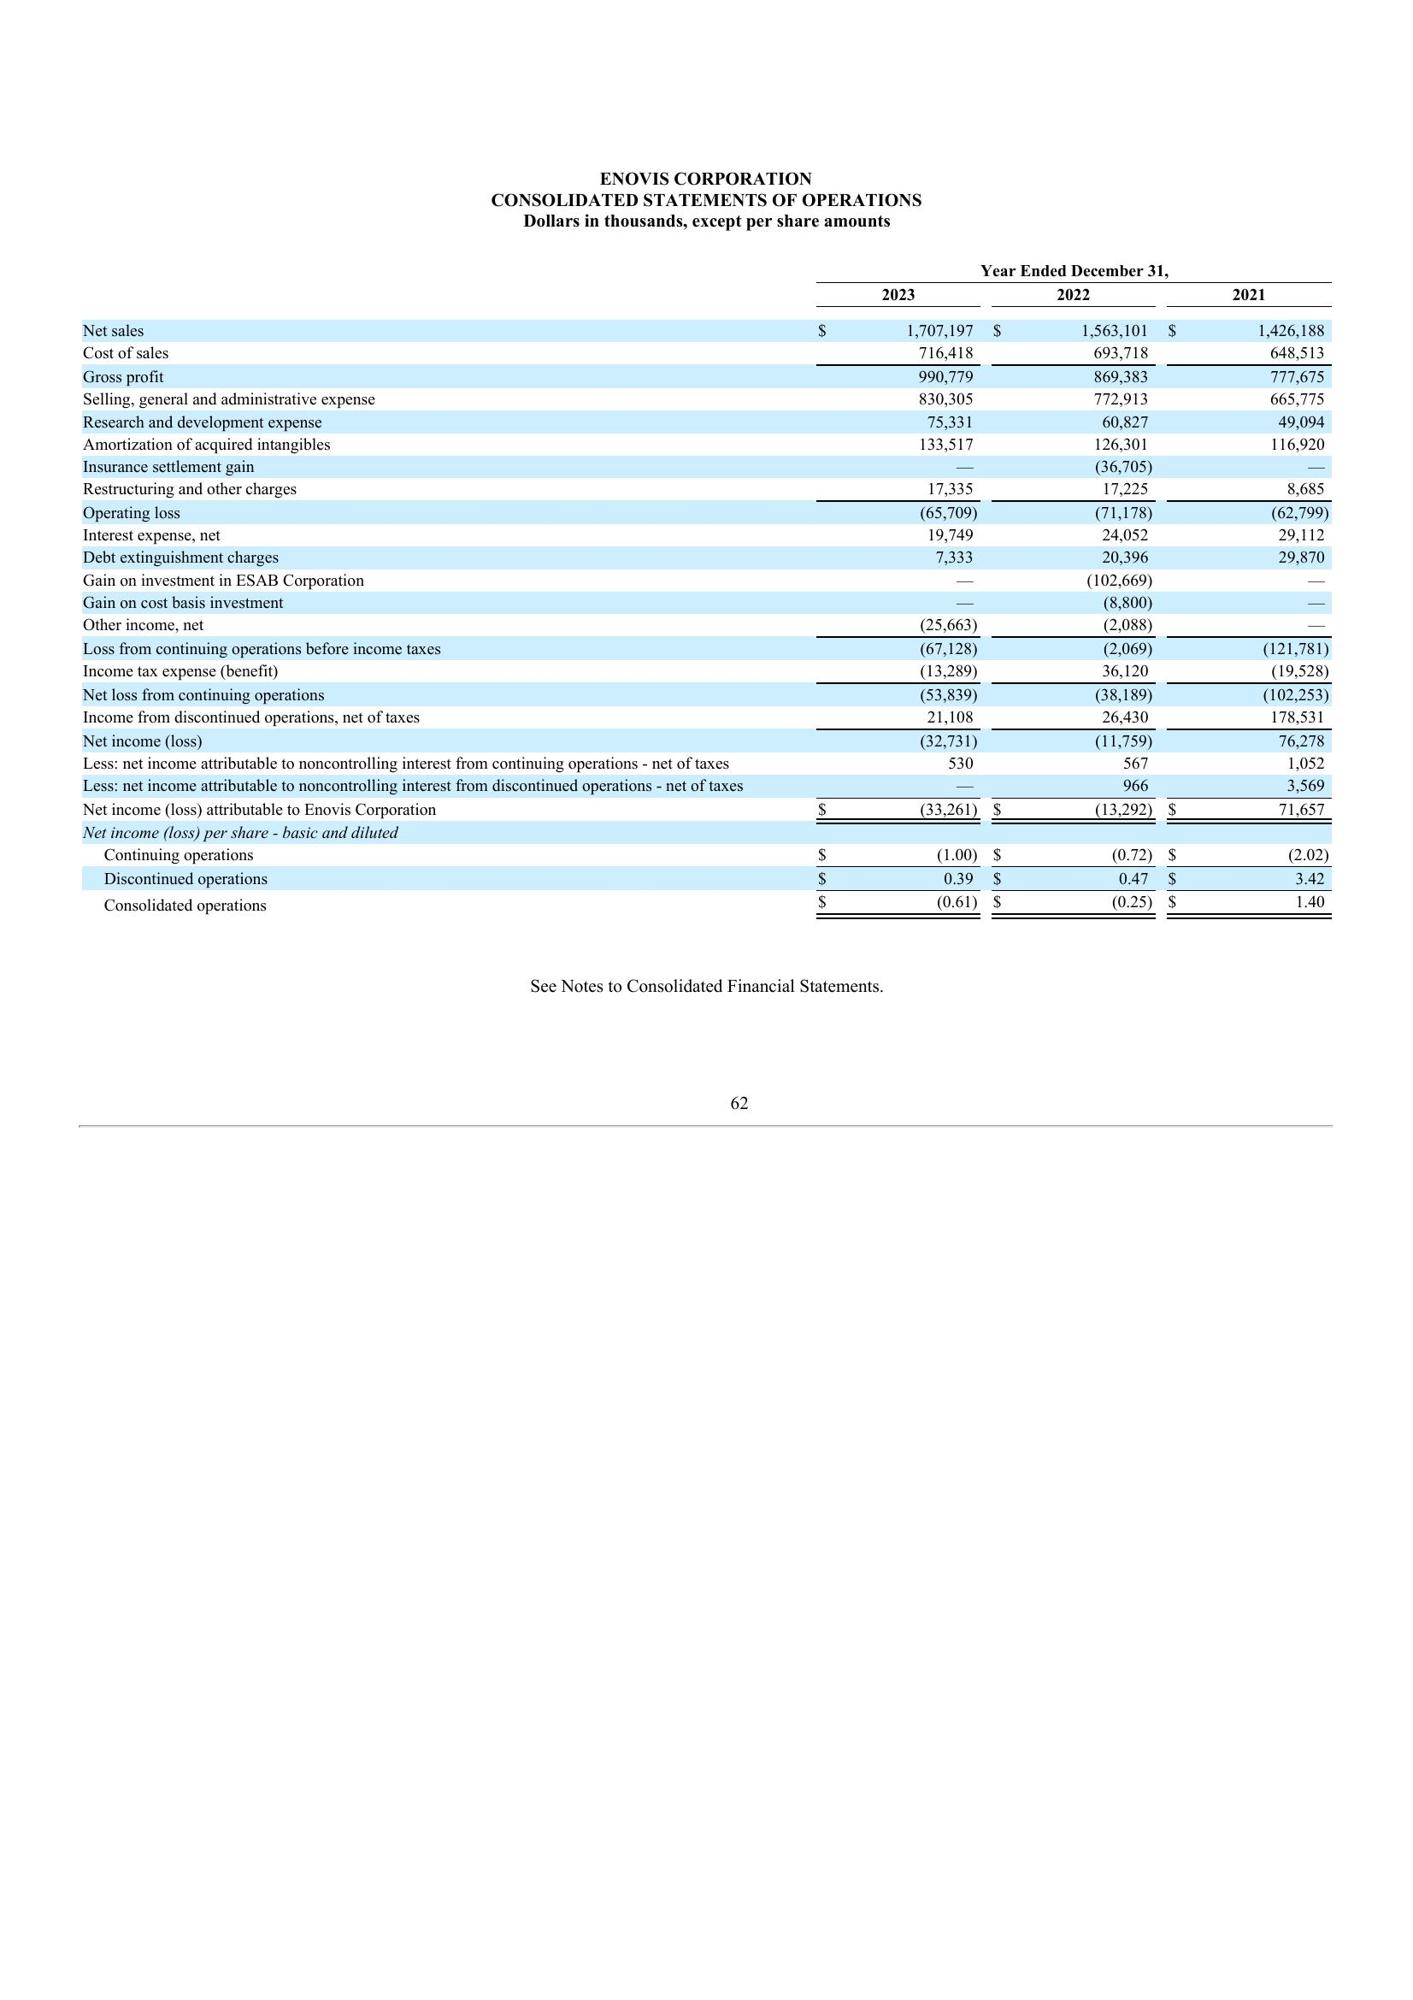 ENOVIS CORPORATION
CONSOLIDATED STATEMENTS OF OPERATIONS
Dollars in thousands, except per share amounts
Year Ended December 31,
2023 2022 2021
Net sales $ 1,707,197 $ 1,563,101 $ 1,426,188
Cost of sales 716,418 693,718 648,513
Gross profit 990,779 869,383 777,675
Selling, general and administrative expense 830,305 772,913 665,775
Research and development expense 75,331 60,827 49,094
Amortization of acquired intangibles 133,517 126,301 116,920
Insurance settlement gain — (36,705) —
Restructuring and other charges 17,335 17,225 8,685
Operating loss (65,709) (71,178) (62,799)
Interest expense, net 19,749 24,052 29,112
Debt extinguishment charges 7,333 20,396 29,870
Gain on investment in ESAB Corporation — (102,669) —
Gain on cost basis investment — (8,800) —
Other income, net (25,663) (2,088) —
Loss from continuing operations before income taxes (67,128) (2,069) (121,781)
Income tax expense (benefit) (13,289) 36,120 (19,528)
Net loss from continuing operations (53,839) (38,189) (102,253)
Income from discontinued operations, net of taxes 21,108 26,430 178,531
Net income (loss) (32,731) (11,759) 76,278
Less: net income attributable to noncontrolling interest from continuing operations - net of taxes 530 567 1,052
Less: net income attributable to noncontrolling interest from discontinued operations - net of taxes — 966 3,569
Net income (loss) attributable to Enovis Corporation $ (33,261) $ (13,292) $ 71,657
Net income (loss) per share - basic and diluted
Continuing operations $ (1.00) $ (0.72) $ (2.02)
Discontinued operations $ 0.39 $ 0.47 $ 3.42
Consolidated operations $ (0.61) $ (0.25) $ 1.40
See Notes to Consolidated Financial Statements.
62